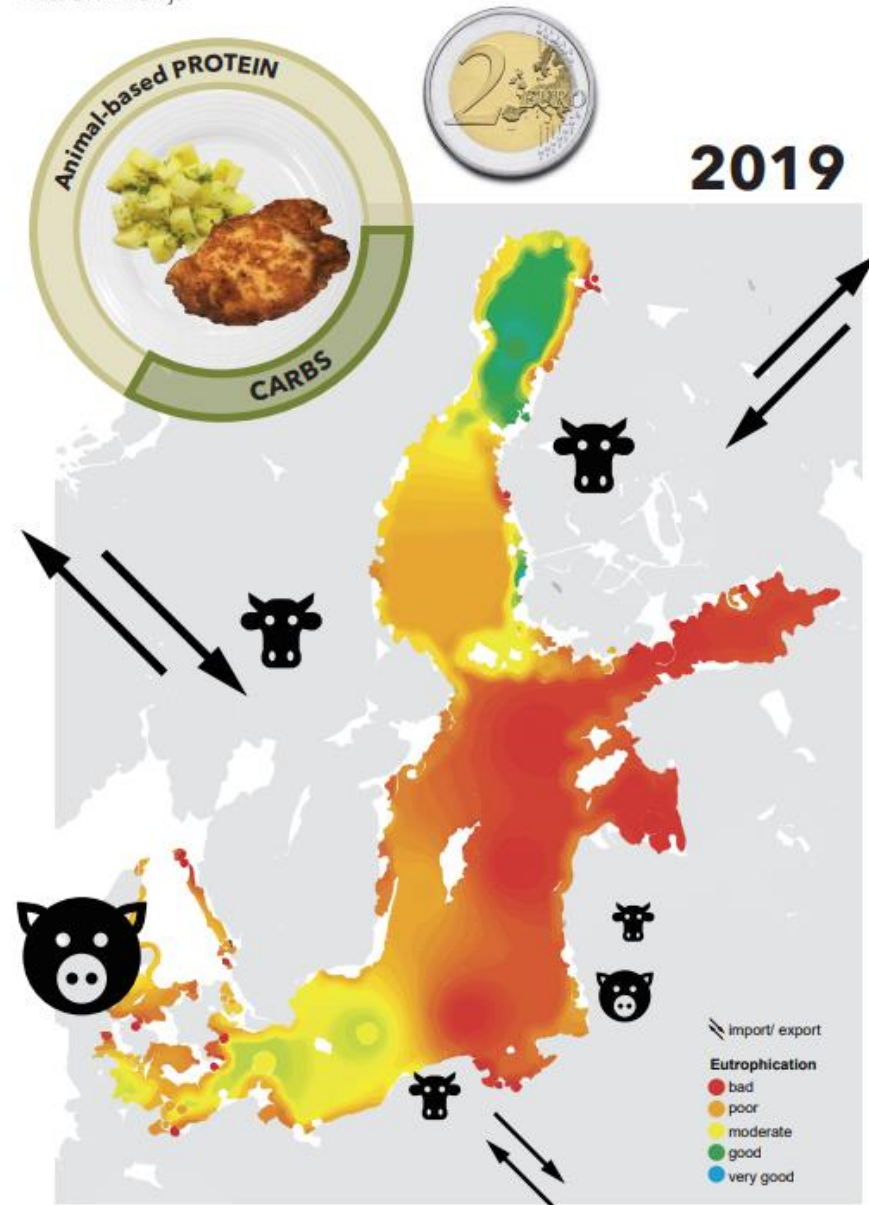 Animal-based PROTEIN
CARBS
2 EURO
2019
import/ export
Eutrophication
bad
poor
moderate
good
very good